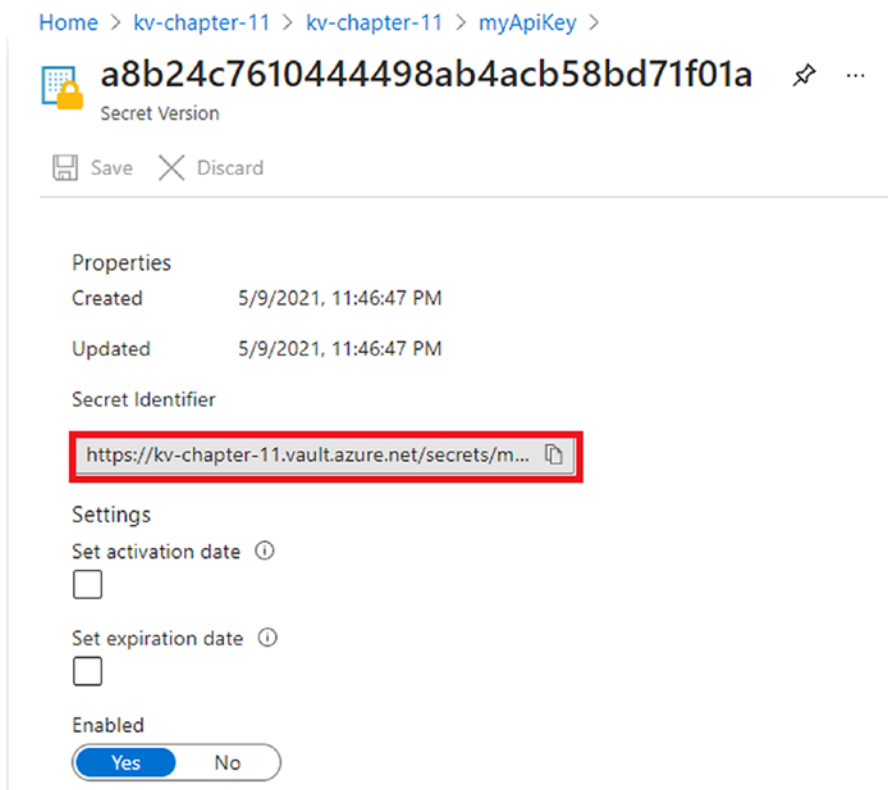 Home > kv-chapter-11 > kv-chapter-11 > myApiKey >
a8b24c7610444498ab4acb58bd71f01a ...
Secret Version
Save Discard
Properties
Created 5/9/2021, 11:46:47 PM
Updated 5/9/2021, 11:46:47 PM
Secret Identifier
https://kv-chapter-11.vault.azure.net/secrets/m...
Settings
Set activation date
Set expiration date
Enabled
Yes No